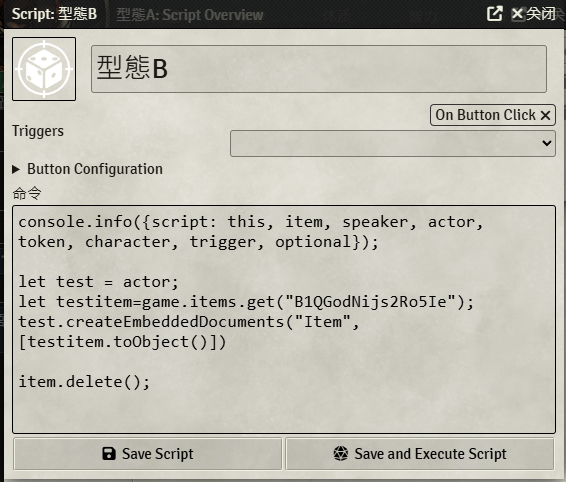 Script: 型態B
型態A: Script Overview
关闭
型態B
On Button Click
Triggers
Button Configuration
命令
console.info({script: this, item, speaker, actor,
token, character, trigger, optional});
let test = actor;
let testitem=game.items.get("B1QGodNijs2Ro5Ie");
test.createEmbeddedDocuments("Item",
[testitem.toObject()])
item.delete();
Save Script
Save and Execute Script